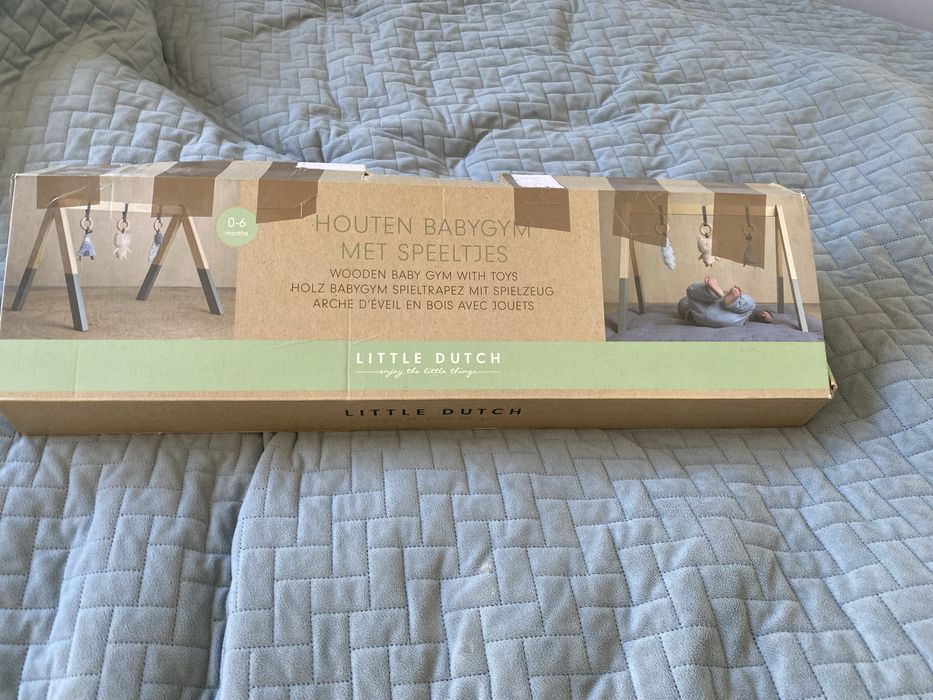 0-6
months
HOUTEN BABYGYM
MET SPEELTJES
WOODEN BABY GYM WITH TOYS
HOLZ BABYGYM SPIELTRAPEZ MIT SPIELZEUG
ARCHE D'ÉVEIL EN BOIS AVEC JOUETS
LITTLE DUTCH
enjoy the little things
LITTLE DUTCH